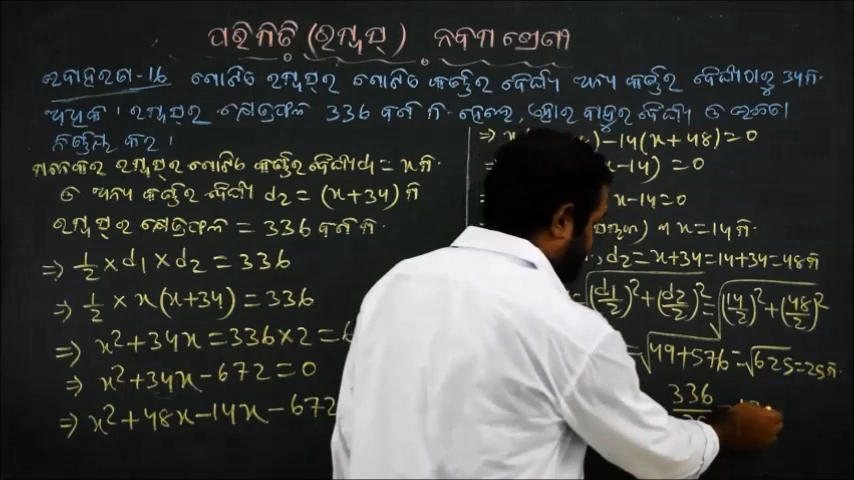 ପରିମିତି (ରମ୍ବସ୍), ନବମ ଶ୍ରେଣୀ
ଉଦାହରଣ-16 ଗୋଟିଏ ରମ୍ବସ୍‌ର ଗୋଟିଏ କର୍ଣ୍ଣର ଦୈର୍ଘ୍ୟ ଅନ୍ୟ କର୍ଣ୍ଣର ଦୈର୍ଘ୍ୟଠାରୁ 34ମି.
ଅଧିକ । ରମ୍ବସ୍‌ର କ୍ଷେତ୍ରଫଳ 336 ବର୍ଗ ମି. ହେଲେ, ଏହାର ବାହୁର ଦୈର୍ଘ୍ୟ ଓ ଉଚ୍ଚତା
ନିର୍ଣ୍ଣୟ କର ।
ମନେକର ରମ୍ବସ୍‌ର ଗୋଟିଏ କର୍ଣ୍ଣର ଦୈର୍ଘ୍ୟ d1 = x ମି.
ଓ ଅନ୍ୟ କର୍ଣ୍ଣର ଦୈର୍ଘ୍ୟ d2 = (x+34) ମି
ରମ୍ବସ୍‌ର କ୍ଷେତ୍ରଫଳ = 336 ବର୍ଗ ମି.
⇒ 1/2 × d1 × d2 = 336
⇒ 1/2 × x(x+34) = 336
⇒ x² + 34x = 336×2 =
⇒ x² + 34x - 672 = 0
⇒ x² + 48x - 14x - 672
⇒ x ) - 14(x + 48) = 0
x - 14) = 0
x - 14 = 0
x = 14 ମି.
, d2 = x+34 = 14+34 = 48 ମି
= √(d1/2)² + (d2/2)² = √(14/2)² + (48/2)²
= √49+576 = √625 = 25 ମି.
336